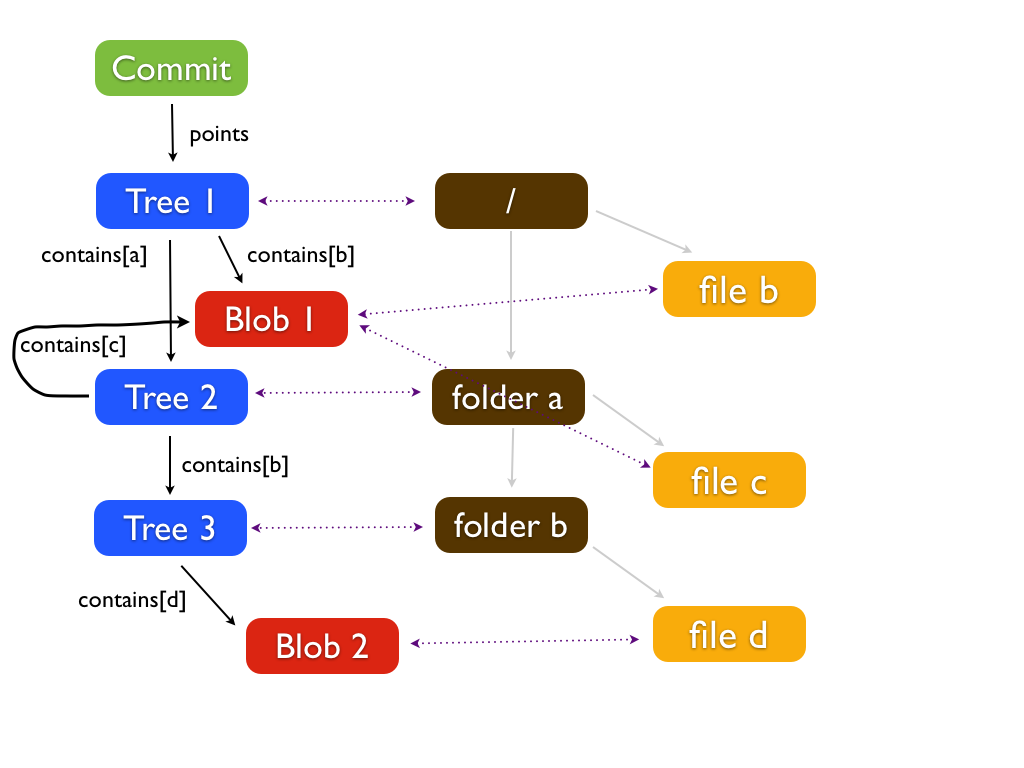 Commit
points
Tree 1
/
contains[a]
contains[b]
file b
Blob 1
contains[c]
Tree 2
folder a
contains[b]
file c
Tree 3
folder b
contains[d]
Blob 2
file d